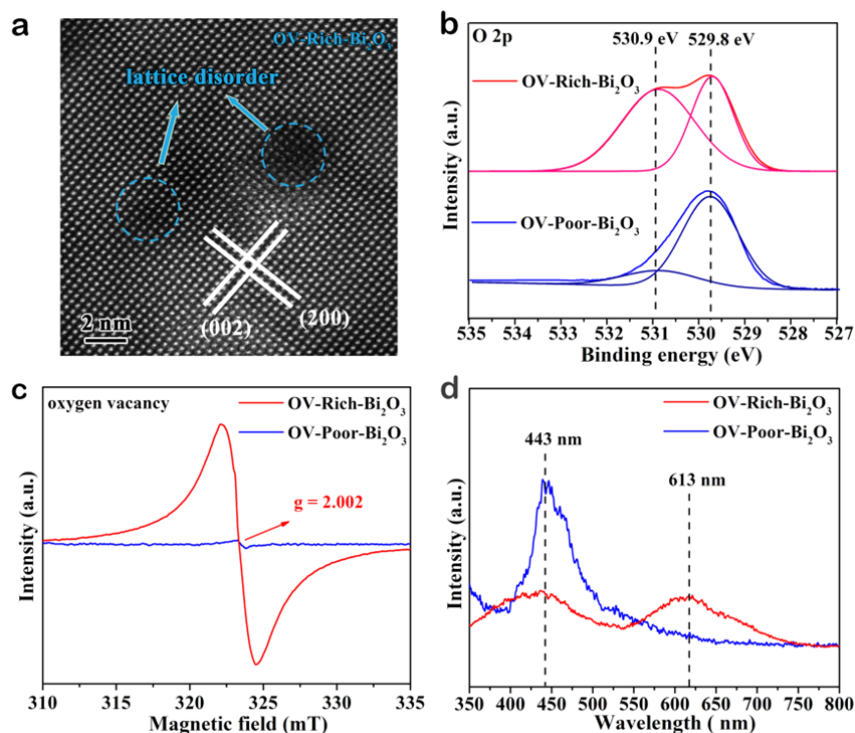 a
OV-Rich-Bi₂O₃
lattice disorder
(002)
(200)
2 nm
b
O 2p
530.9 eV
529.8 eV
OV-Rich-Bi₂O₃
OV-Poor-Bi₂O₃
Intensity (a.u.)
535 534 533 532 531 530 529 528 527
Binding energy (eV)
c
oxygen vacancy
OV-Rich-Bi₂O₃
OV-Poor-Bi₂O₃
g = 2.002
Intensity (a.u.)
310 315 320 325 330 335
Magnetic field (mT)
d
OV-Rich-Bi₂O₃
OV-Poor-Bi₂O₃
443 nm
613 nm
Intensity (a.u.)
350 400 450 500 550 600 650 700 750 800
Wavelength ( nm)